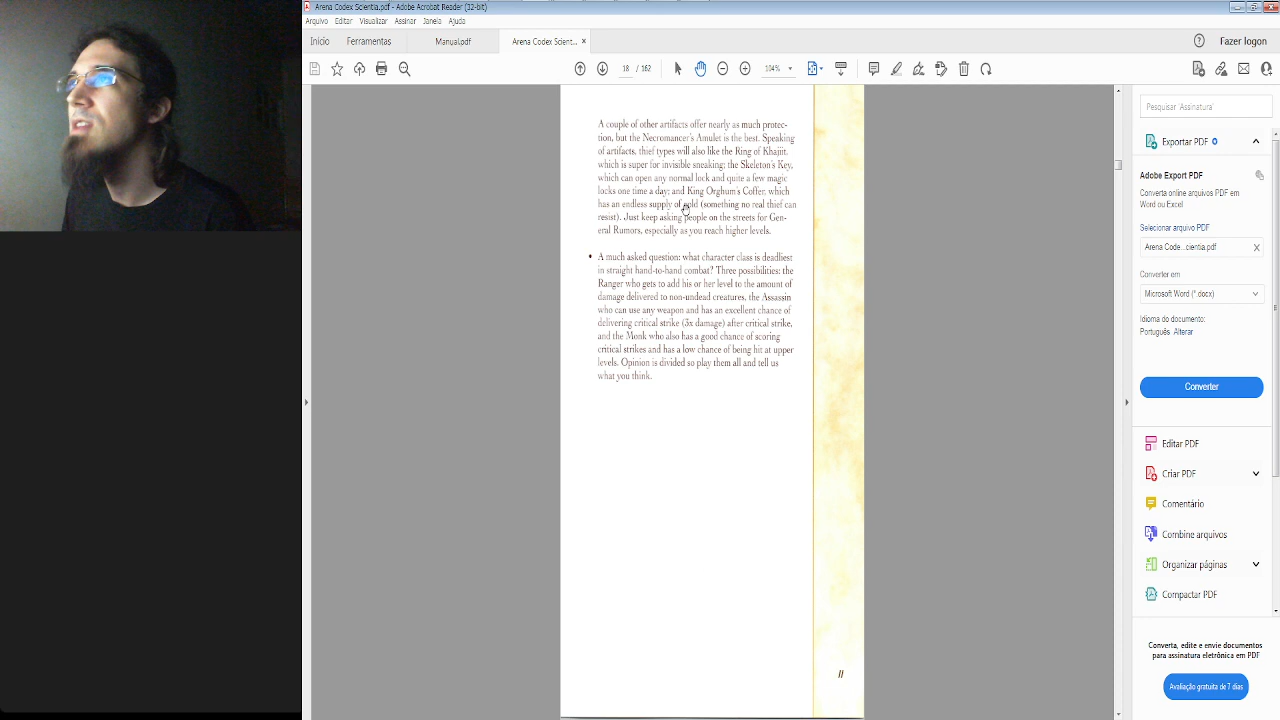 Arena Codex Scientia.pdf - Adobe Acrobat Reader (32-bit)
Arquivo Editar Visualizar Assinar Janela Ajuda
Início Ferramentas Manual.pdf Arena Codex Scient... × Fazer logon
18 / 162 104%
A couple of other artifacts offer nearly as much protec-
tion, but the Necromancer's Amulet is the best. Speaking
of artifacts, thief types will also like the Ring of Khajiit,
which is super for invisible sneaking; the Skeleton's Key,
which can open any normal lock and quite a few magic
locks one time a day; and King Orghum's Coffer, which
has an endless supply of gold (something no real thief can
resist). Just keep asking people on the streets for Gen-
eral Rumors, especially as you reach higher levels.
• A much asked question: what character class is deadliest
in straight hand-to-hand combat? Three possibilities: the
Ranger who gets to add his or her level to the amount of
damage delivered to non-undead creatures, the Assassin
who can use any weapon and has an excellent chance of
delivering critical strike (3x damage) after critical strike,
and the Monk who also has a good chance of scoring
critical strikes and has a low chance of being hit at upper
levels. Opinion is divided so play them all and tell us
what you think.
11
Pesquisar 'Assinatura'
Exportar PDF
Adobe Export PDF
Converta online arquivos PDF em
Word ou Excel
Selecionar arquivo PDF
Arena Code...cientia.pdf ×
Converter em
Microsoft Word (*.docx)
Idioma do documento:
Português Alterar
Converter
Editar PDF
Criar PDF
Comentário
Combine arquivos
Organizar páginas
Compactar PDF
Converta, edite e envie documentos
para assinatura eletrônica em PDF
Avaliação gratuita de 7 dias